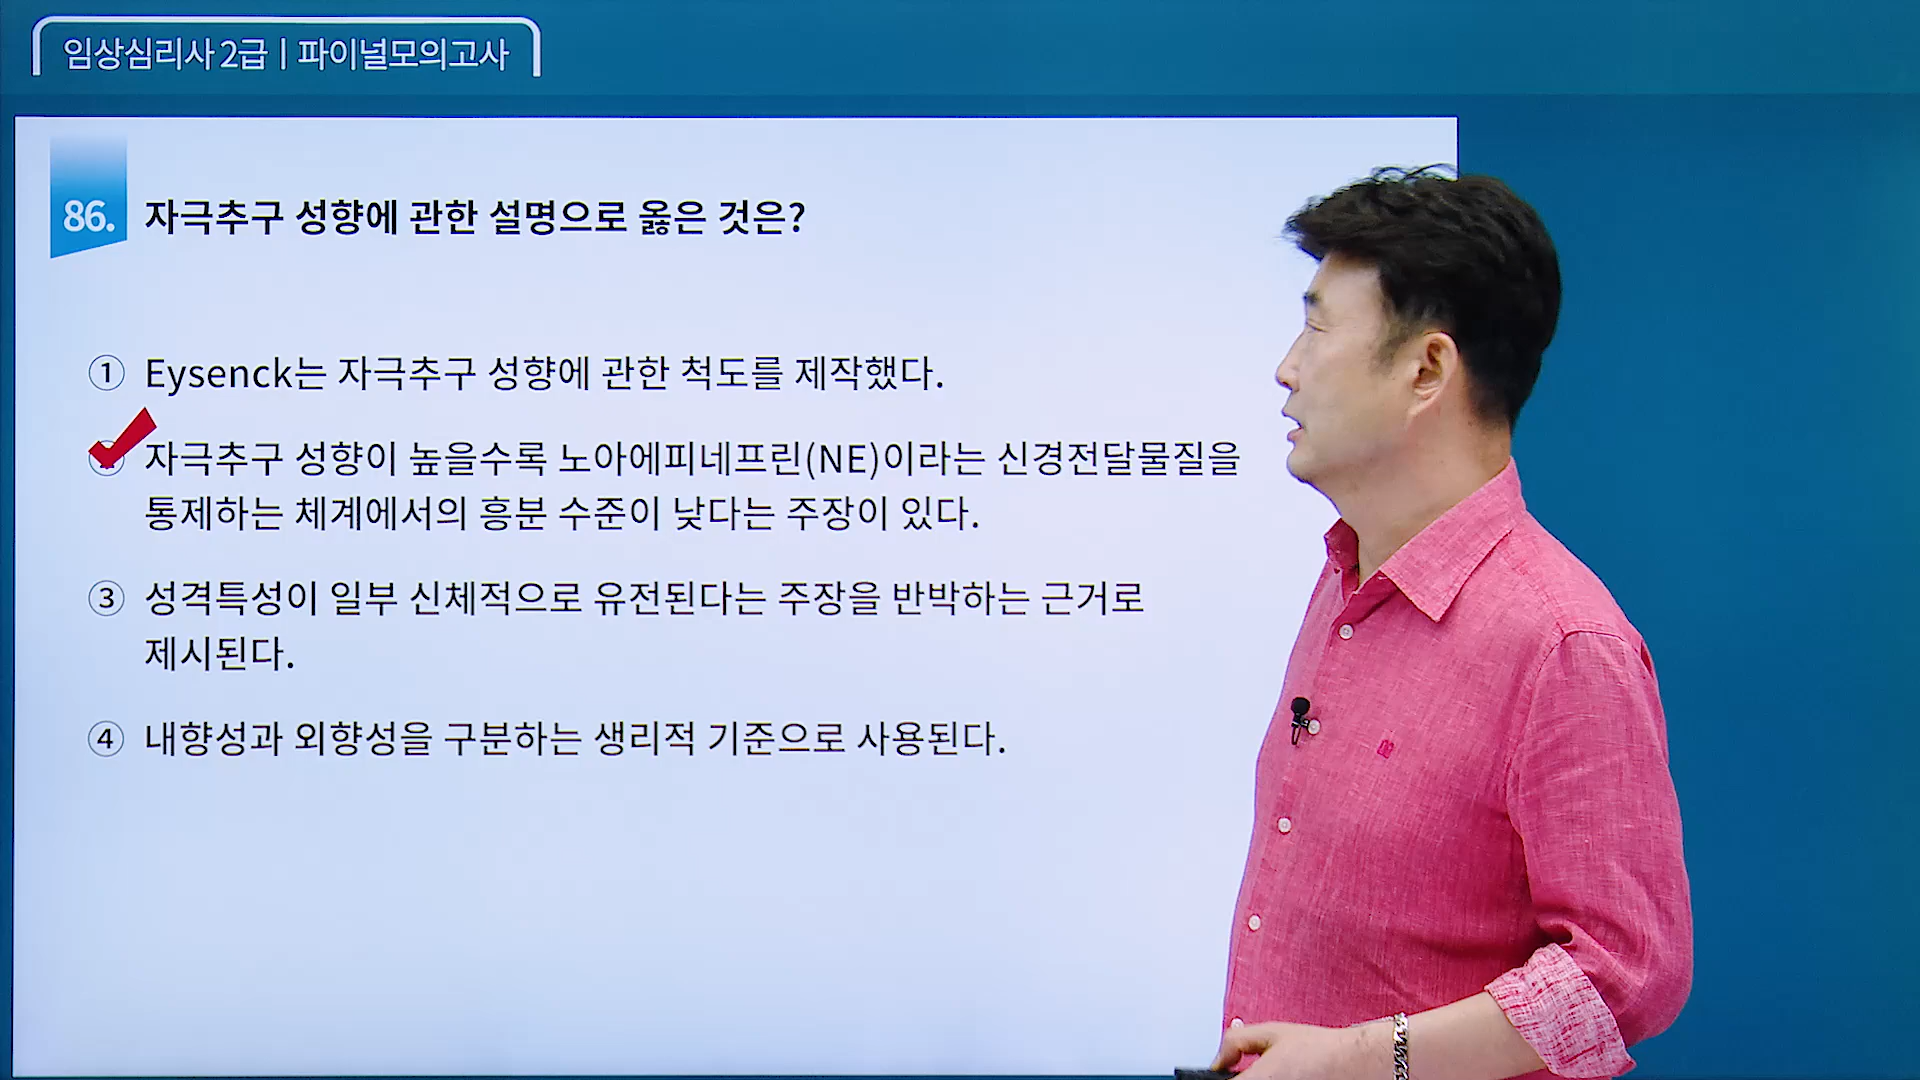 임상심리사 2급 | 파이널모의고사
86. 자극추구 성향에 관한 설명으로 옳은 것은?
① Eysenck는 자극추구 성향에 관한 척도를 제작했다.
② 자극추구 성향이 높을수록 노아에피네프린(NE)이라는 신경전달물질을
통제하는 체계에서의 흥분 수준이 낮다는 주장이 있다.
③ 성격특성이 일부 신체적으로 유전된다는 주장을 반박하는 근거로
제시된다.
④ 내향성과 외향성을 구분하는 생리적 기준으로 사용된다.